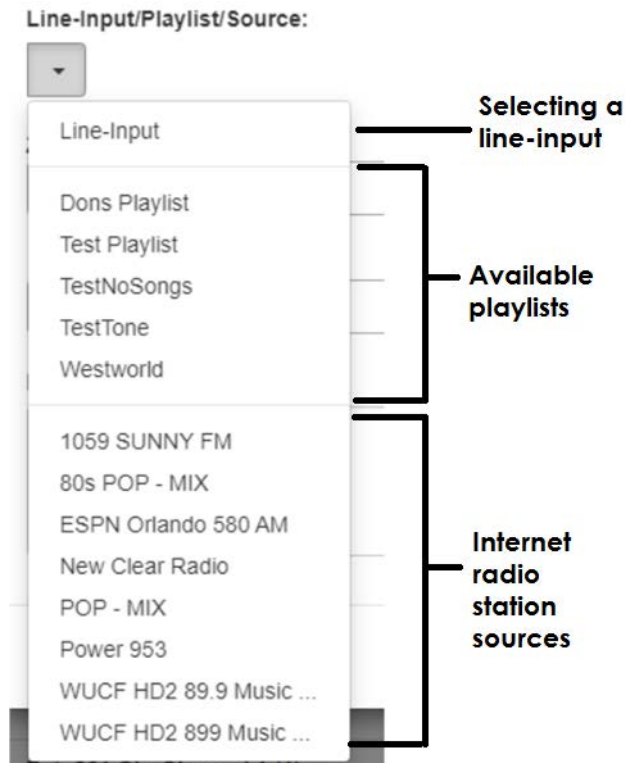 Line-Input/Playlist/Source:
Line-Input
Selecting a
line-input
Dons Playlist
Test Playlist
TestNoSongs
TestTone
Westworld
Available
playlists
1059 SUNNY FM
80s POP - MIX
ESPN Orlando 580 AM
New Clear Radio
POP - MIX
Power 953
WUCF HD2 89.9 Music ...
WUCF HD2 899 Music ...
Internet
radio
station
sources